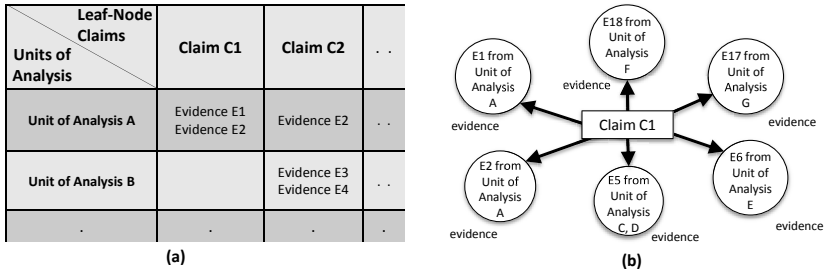 Leaf-Node
Claims
Units of
Analysis
Claim C1
Claim C2
. .
Unit of Analysis A
Evidence E1
Evidence E2
Evidence E2
. .
Unit of Analysis B
Evidence E3
Evidence E4
. .
.
.
.
.
(a)
E1 from
Unit of
Analysis
A
evidence
E18 from
Unit of
Analysis
F
evidence
E17 from
Unit of
Analysis
G
evidence
Claim C1
E2 from
Unit of
Analysis
A
evidence
E5 from
Unit of
Analysis
C, D
evidence
E6 from
Unit of
Analysis
E
evidence
(b)